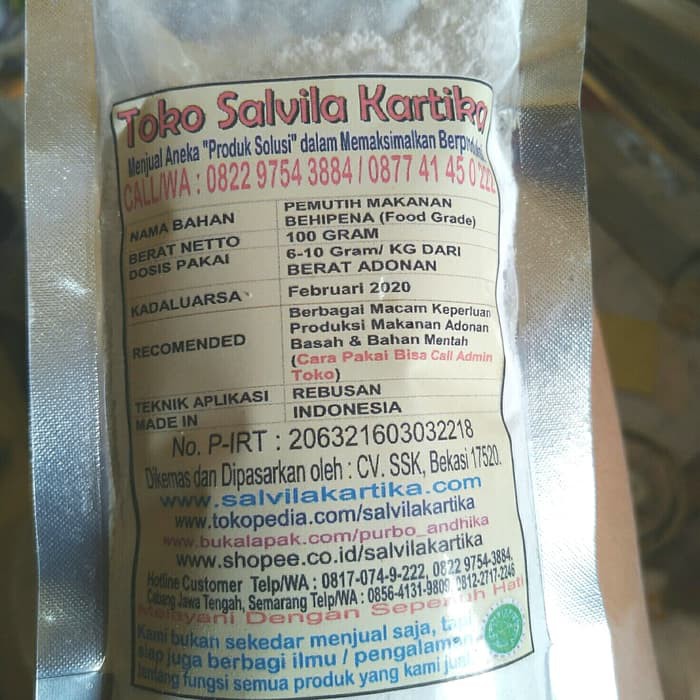 Toko Salvila Kartika
Menjual Aneka "Produk Solusi" dalam Memaksimalkan
CALL/WA : 0822 9754 3884 / 0877 41 45 0 222
NAMA BAHAN PEMUTIH MAKANAN
BEHIPENA (Food Grade)
BERAT NETTO 100 GRAM
DOSIS PAKAI 6-10 Gram/ KG DARI
BERAT ADONAN
KADALUARSA Februari 2020
RECOMENDED Berbagai Macam Keperluan
Produksi Makanan Adonan
Basah & Bahan Mentah
(Cara Pakai Bisa Call Admin
Toko)
TEKNIK APLIKASI REBUSAN
MADE IN INDONESIA
No. P-IRT : 206321603032218
Dikemas dan Dipasarkan oleh : CV. SSK, Bekasi 17520.
www.salvilakartika.com
www.tokopedia.com/salvilakartika
www.bukalapak.com/purbo_andhika
www.shopee.co.id/salvilakartika
Hotline Customer Telp/WA : 0817-074-9-222, 0822 9754-3884.
Cabang Jawa Tengah, Semarang Telp/WA : 0856-4131-9809, 0812-2717-2246
Melayani Dengan Sepenuh Hati
Kami bukan sekedar menjual saja, tapi
siap juga berbagi ilmu / pengalaman
tentang fungsi semua produk yang kami